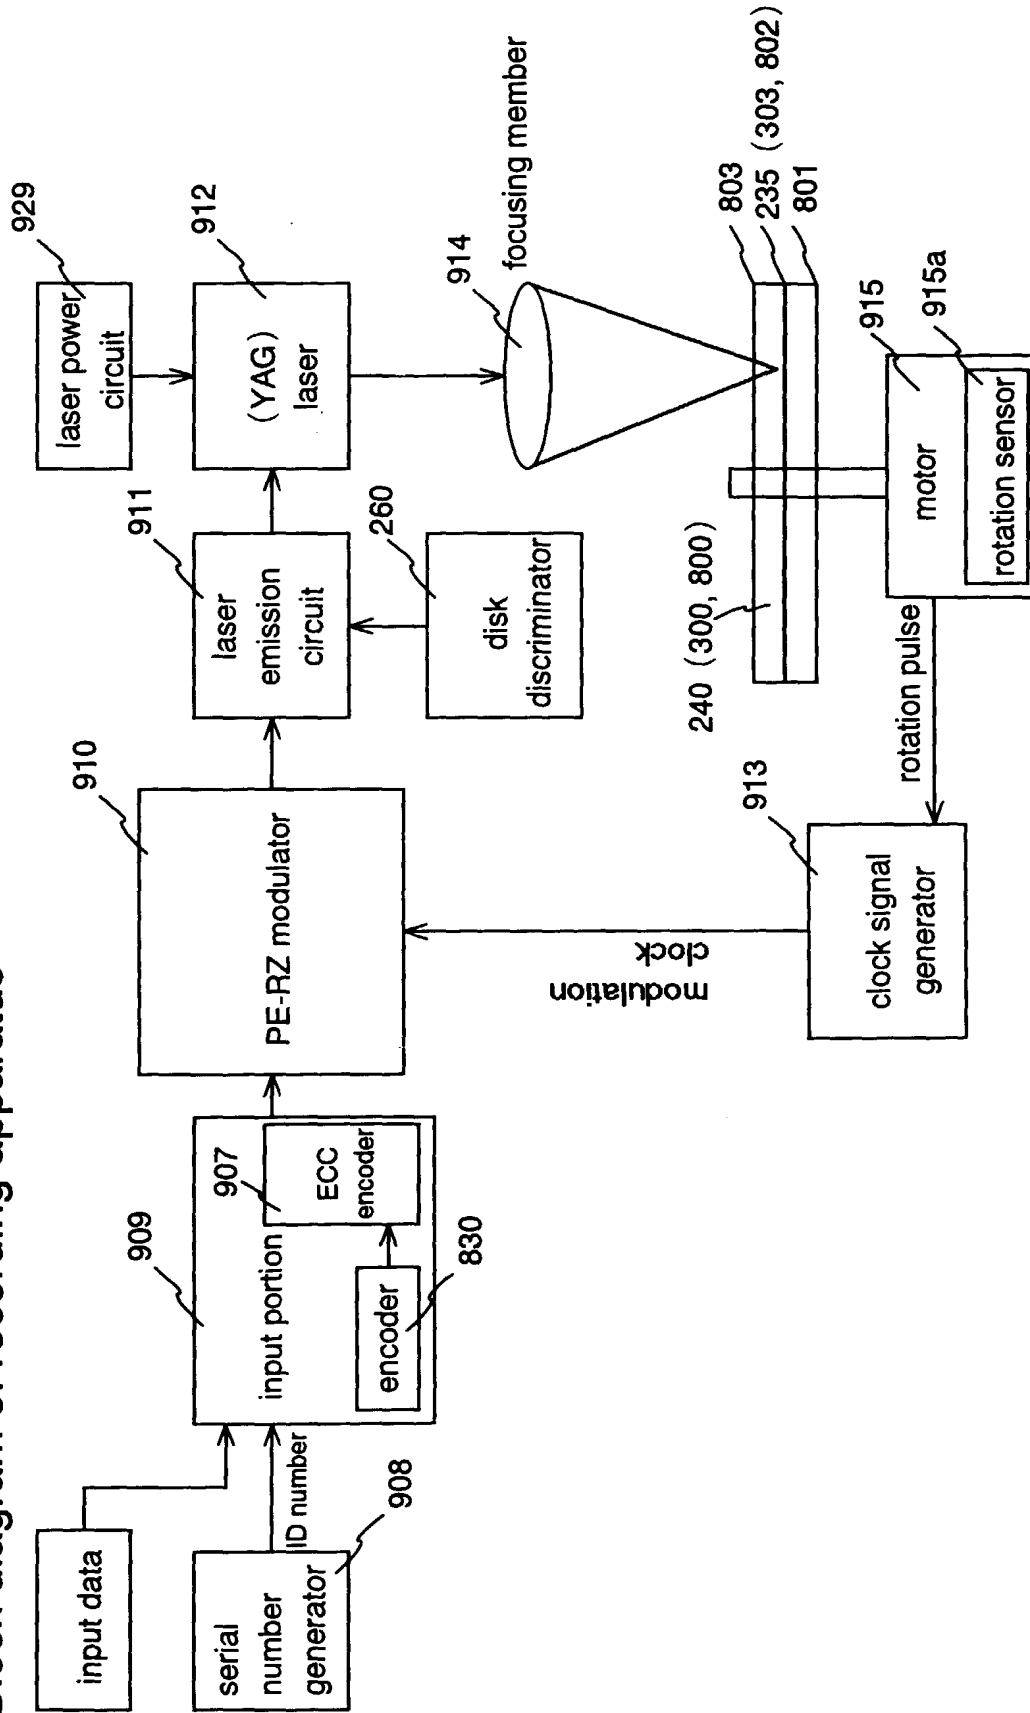 Block diagram of recording apparatus
input data
serial
number
generator
908
ID number
909
input portion
907
ECC
encoder
encoder
830
910
PE-RZ modulator
modulation
clock
913
clock signal
generator
rotation pulse
911
laser
emission
circuit
260
disk
discriminator
929
laser power
circuit
912
(YAG)
laser
914
focusing member
803
235 (303, 802)
801
240 (300, 800)
915
motor
915a
rotation sensor